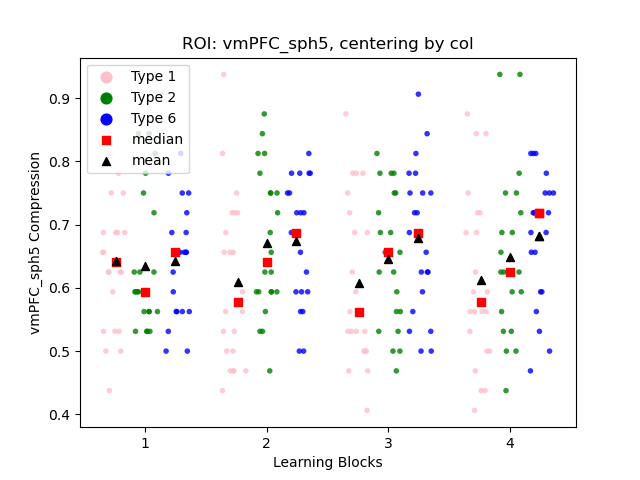 ROI: vmPFC_sph5, centering by col
Type 1
Type 2
Type 6
median
mean
0.9
0.8
0.7
0.6
0.5
0.4
vmPFC_sph5 Compression
1 2 3 4
Learning Blocks